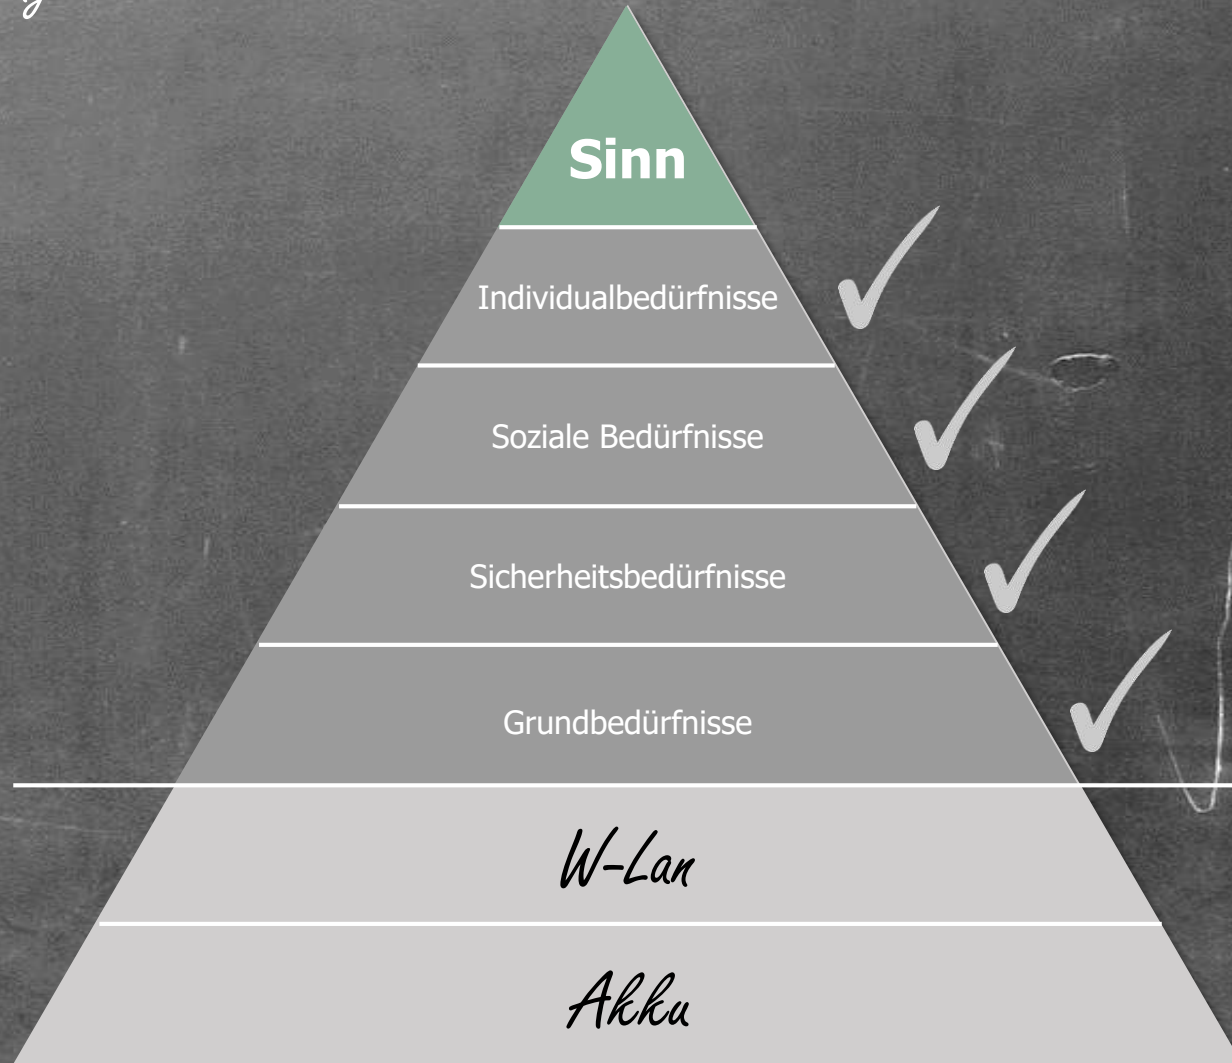 Sinn
Individualbedürfnisse
Soziale Bedürfnisse
Sicherheitsbedürfnisse
Grundbedürfnisse
W-Lan
Akku